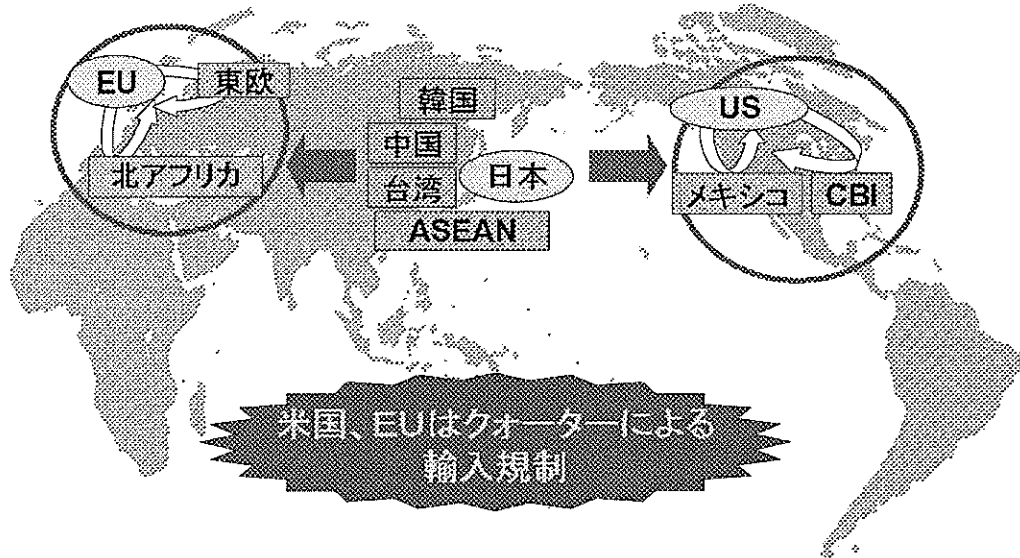 EU
東欧
北アフリカ
韓国
中国
台湾
日本
ASEAN
US
メキシコ
CBI
米国、EUはクォーターによる
輸入規制